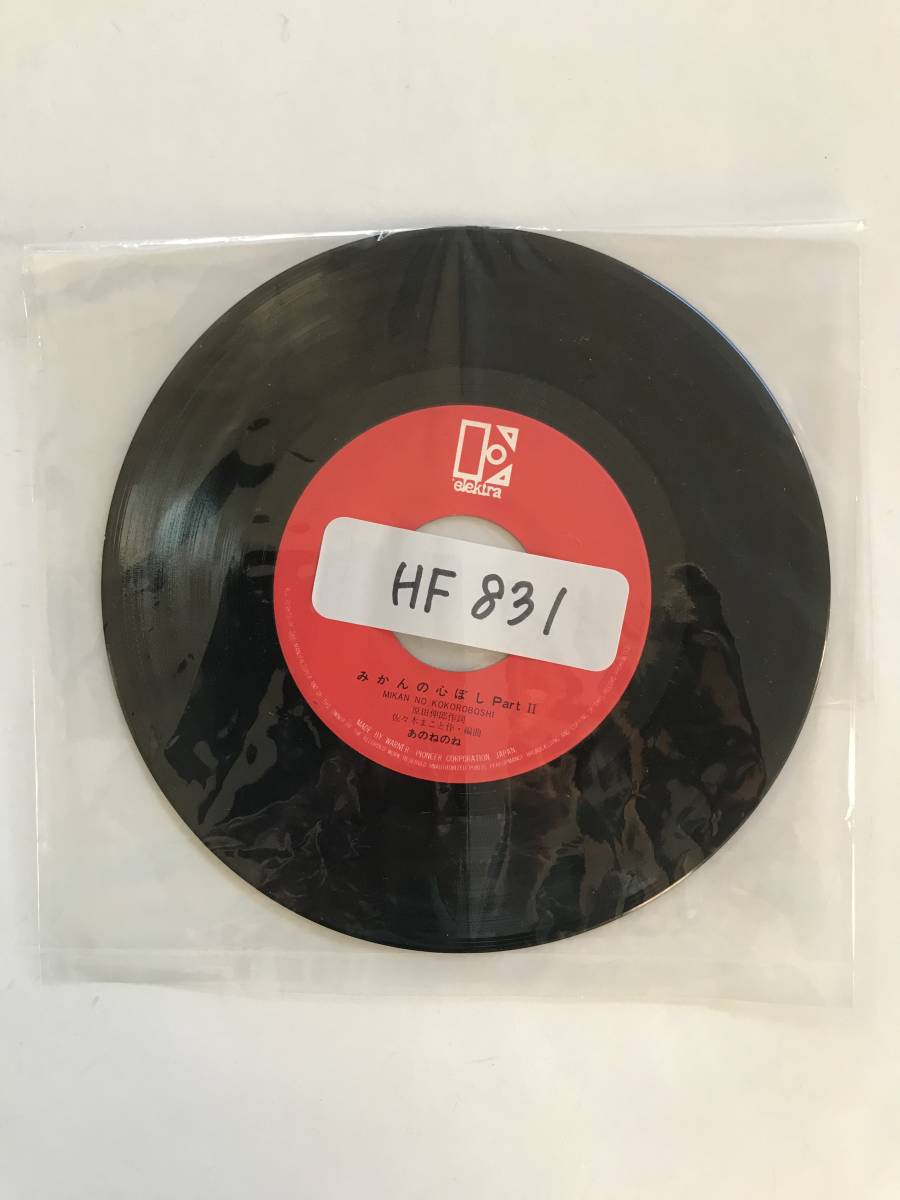 elektra
HF 831
みかんの心ぼし Part II
MIKAN NO KOKOROBOSHI
原田伸郎作詞
佐々木まこと作・編曲
あのねのね
MADE BY WARNER PIONEER CORPORATION, JAPAN.